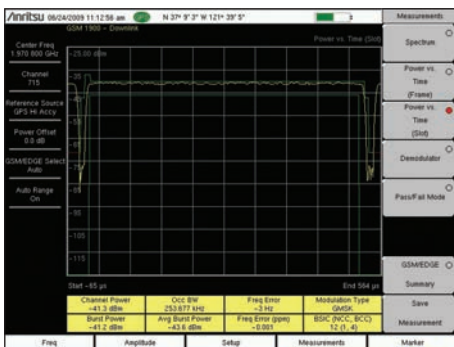 Anritsu 08/24/2009 11:12:56 am N 37° 9' 3" W 121° 39' 5"
GSM 1900 - Downlink
Power vs. Time (Slot)
Center Freq
1 970 800 GHz
Channel
715
Reference Source
GPS Hi Accy
Power Offset
0.0 dB
GSM/EDGE Select
Auto
Auto Range
On
-25.00 dBm
-35
-45
-55
-65
-75
-85
-95
-105
-115
Start -65 µs
End 564 µs
Channel Power
-41.3 dBm
Occ BW
253.677 kHz
Freq Error
-3 Hz
Modulation Type
GMSK
Burst Power
-41.2 dBm
Avg Burst Power
-43.6 dBm
Freq Error (ppm)
-0.001
BSIC (NCC, BCC)
12 (1, 4)
Measurements
Spectrum
Power vs.
Time
(Frame)
Power vs.
Time
(Slot)
Demodulator
Pass/Fail Mode
GSM/EDGE
Summary
Save
Measurement
Freq
Amplitude
Setup
Measurements
Marker